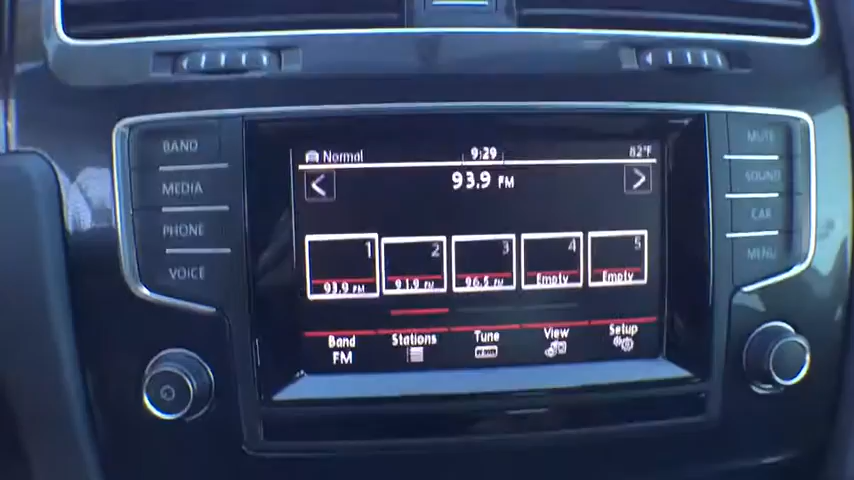 Normal 9:29 82°F
93.9 FM
1 2 3 4 5
93.9 FM 91.9 FM 96.5 FM Empty Empty
Band Stations Tune View Setup
FM
BAND
MEDIA
PHONE
VOICE
MUTE
SOUND
CAR
MENU